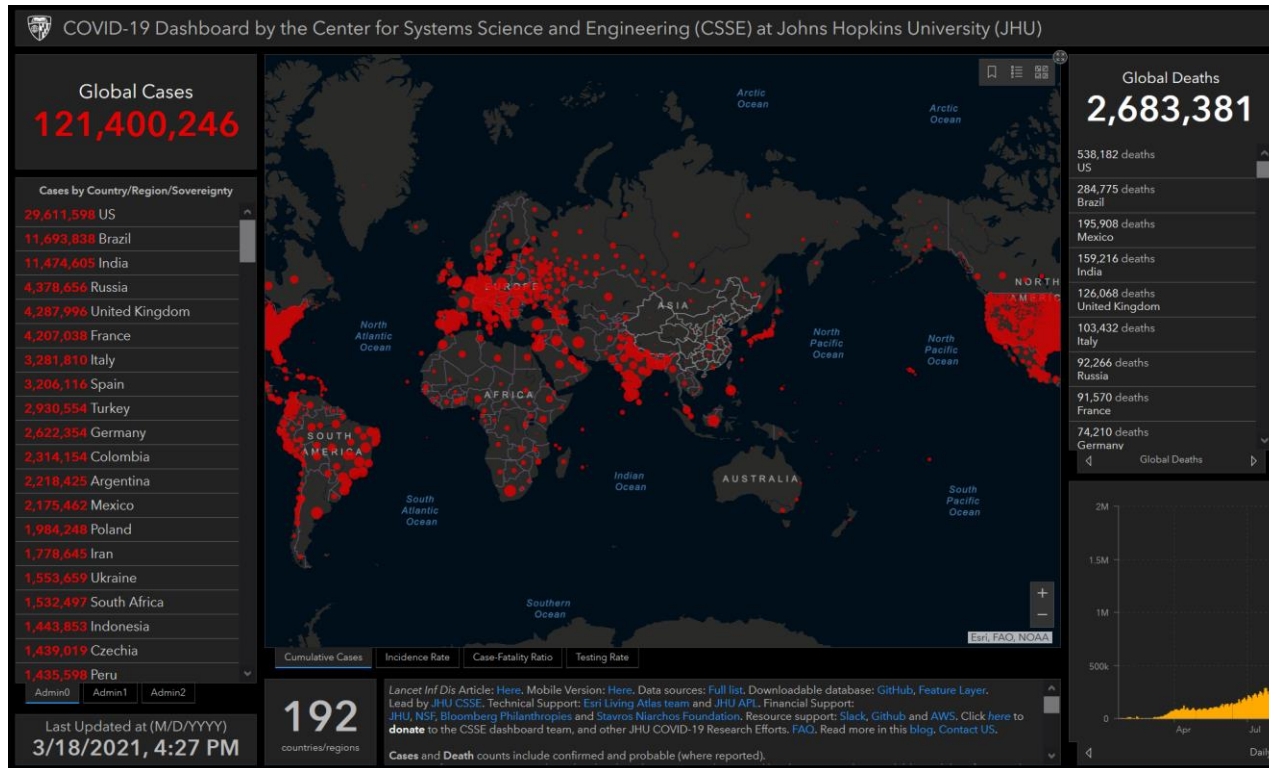 COVID-19 Dashboard by the Center for Systems Science and Engineering (CSSE) at Johns Hopkins University (JHU)
Global Cases
121,400,246
Cases by Country/Region/Sovereignty
29,611,598 US
11,693,838 Brazil
11,474,605 India
4,378,656 Russia
4,287,996 United Kingdom
4,207,038 France
3,281,810 Italy
3,206,116 Spain
2,930,554 Turkey
2,622,354 Germany
2,314,154 Colombia
2,218,425 Argentina
2,175,462 Mexico
1,984,248 Poland
1,778,645 Iran
1,553,659 Ukraine
1,532,497 South Africa
1,443,853 Indonesia
1,439,019 Czechia
1,435,598 Peru
Admin0
Admin1
Admin2
Last Updated at (M/D/YYYY)
3/18/2021, 4:27 PM
Arctic
Ocean
Arctic
Ocean
EUROPE
ASIA
NORTH
AMERIC
North
Atlantic
Ocean
North
Pacific
Ocean
North
Pacific
Ocean
AFRICA
SOUTH
AMERICA
Indian
Ocean
AUSTRALIA
South
Atlantic
Ocean
South
Pacific
Ocean
Southern
Ocean
+
−
Esri, FAO, NOAA
Cumulative Cases
Incidence Rate
Case-Fatality Ratio
Testing Rate
192
countries/regions
Lancet Inf Dis Article: Here. Mobile Version: Here. Data sources: Full list. Downloadable database: GitHub, Feature Layer.
Lead by JHU CSSE. Technical Support: Esri Living Atlas team and JHU APL. Financial Support:
JHU, NSF, Bloomberg Philanthropies and Stavros Niarchos Foundation. Resource support: Slack, Github and AWS. Click here to
donate to the CSSE dashboard team, and other JHU COVID-19 Research Efforts. FAQ. Read more in this blog. Contact US.
Cases and Death counts include confirmed and probable (where reported).
Global Deaths
2,683,381
538,182 deaths
US
284,775 deaths
Brazil
195,908 deaths
Mexico
159,216 deaths
India
126,068 deaths
United Kingdom
103,432 deaths
Italy
92,266 deaths
Russia
91,570 deaths
France
74,210 deaths
Germany
Global Deaths
2M
1.5M
1M
500k
0
Apr
Jul
Daily